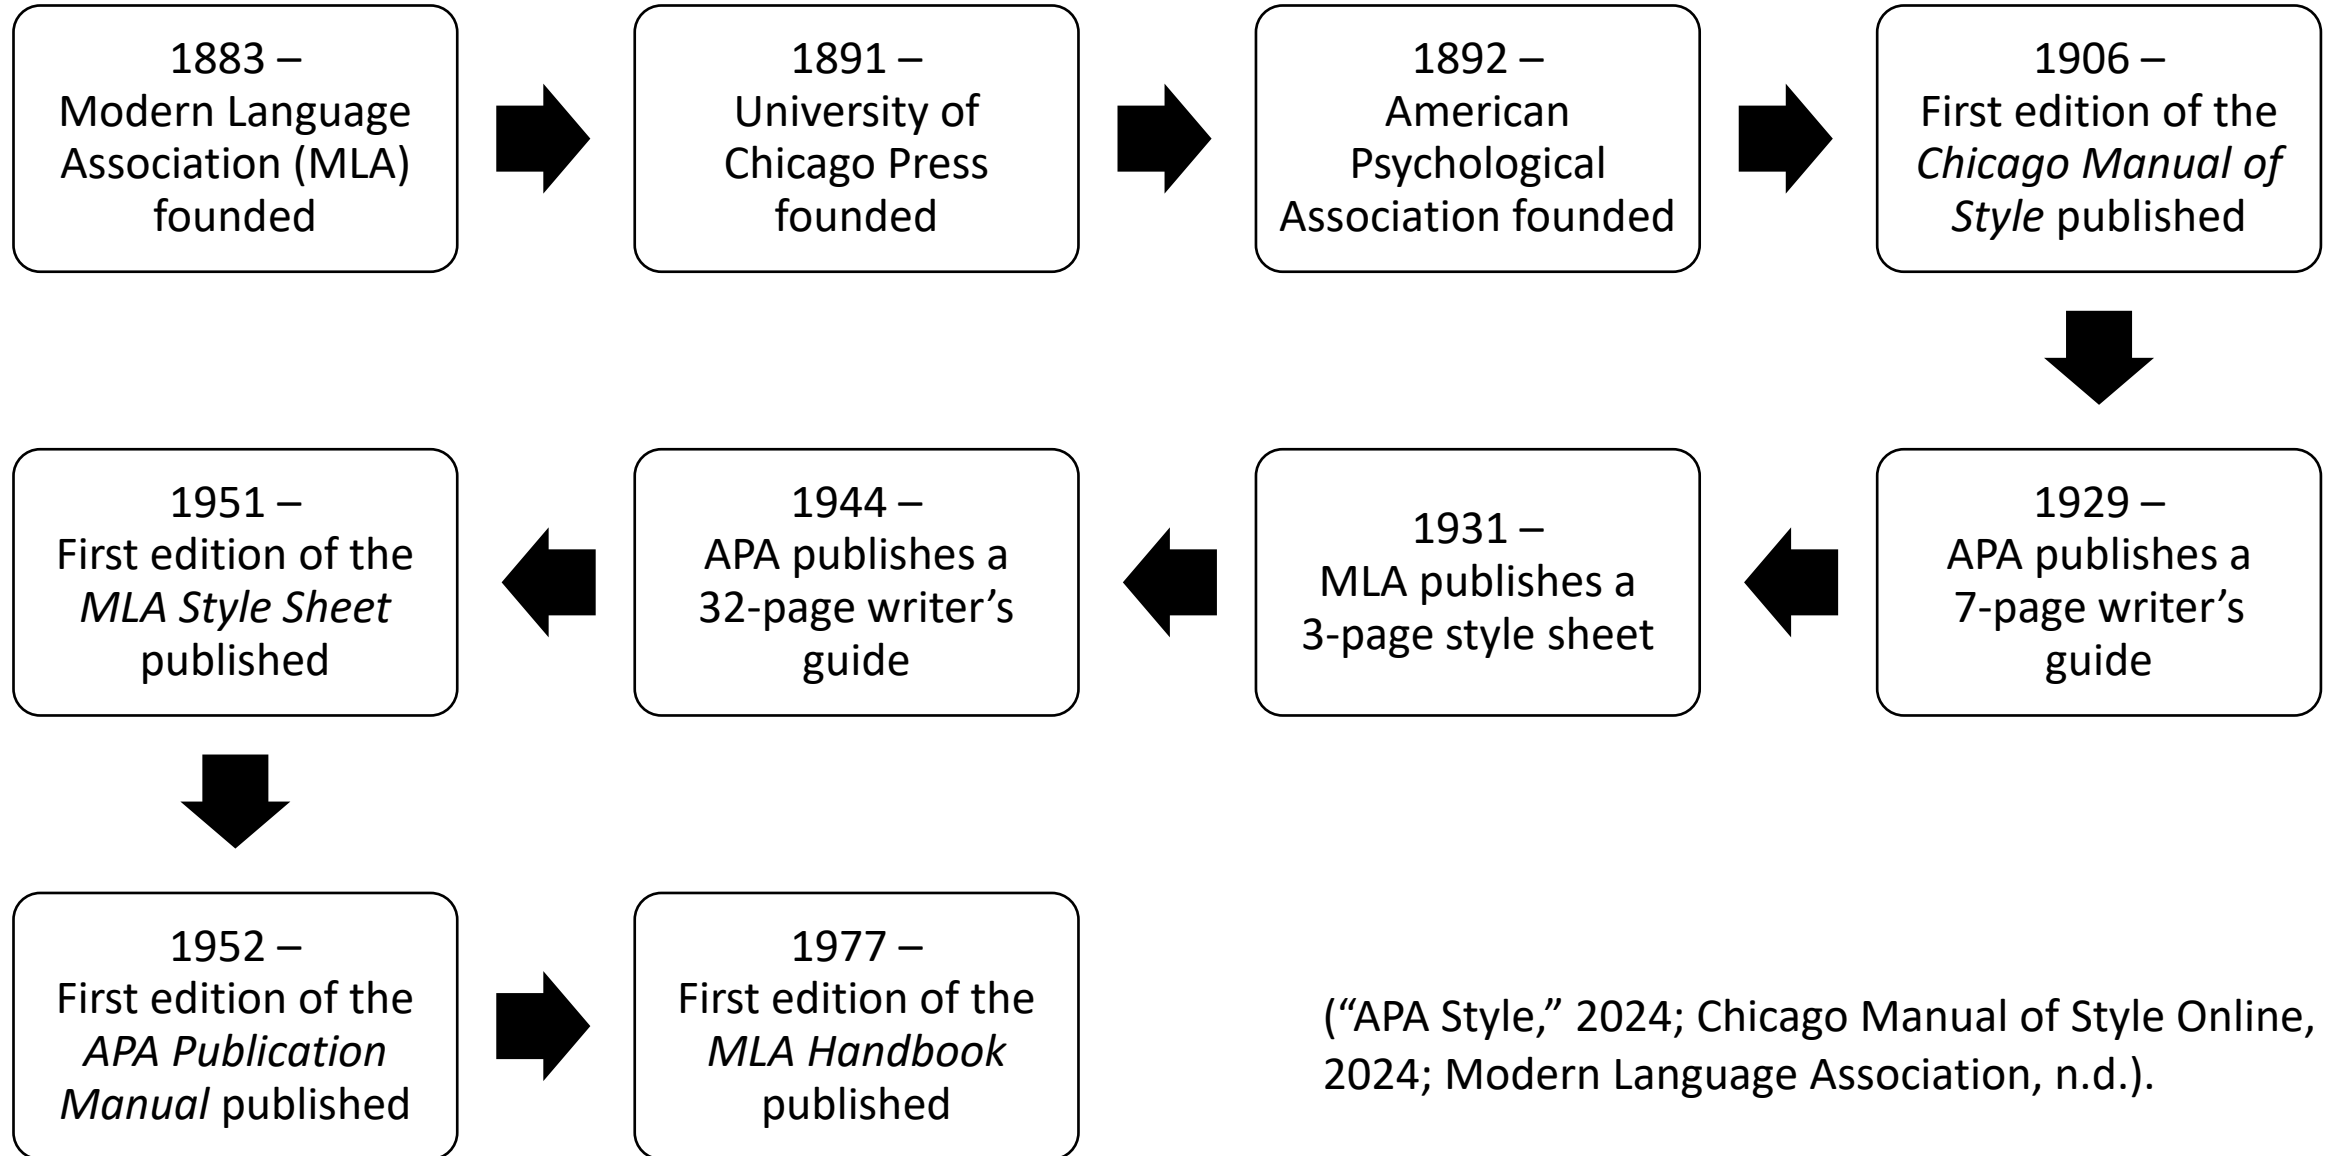 1883 –
Modern Language
Association (MLA)
founded
1891 –
University of
Chicago Press
founded
1892 –
American
Psychological
Association founded
1906 –
First edition of the
Chicago Manual of
Style published
1929 –
APA publishes a
7-page writer’s
guide
1931 –
MLA publishes a
3-page style sheet
1944 –
APA publishes a
32-page writer’s
guide
1951 –
First edition of the
MLA Style Sheet
published
1952 –
First edition of the
APA Publication
Manual published
1977 –
First edition of the
MLA Handbook
published
(“APA Style,” 2024; Chicago Manual of Style Online,
2024; Modern Language Association, n.d.).